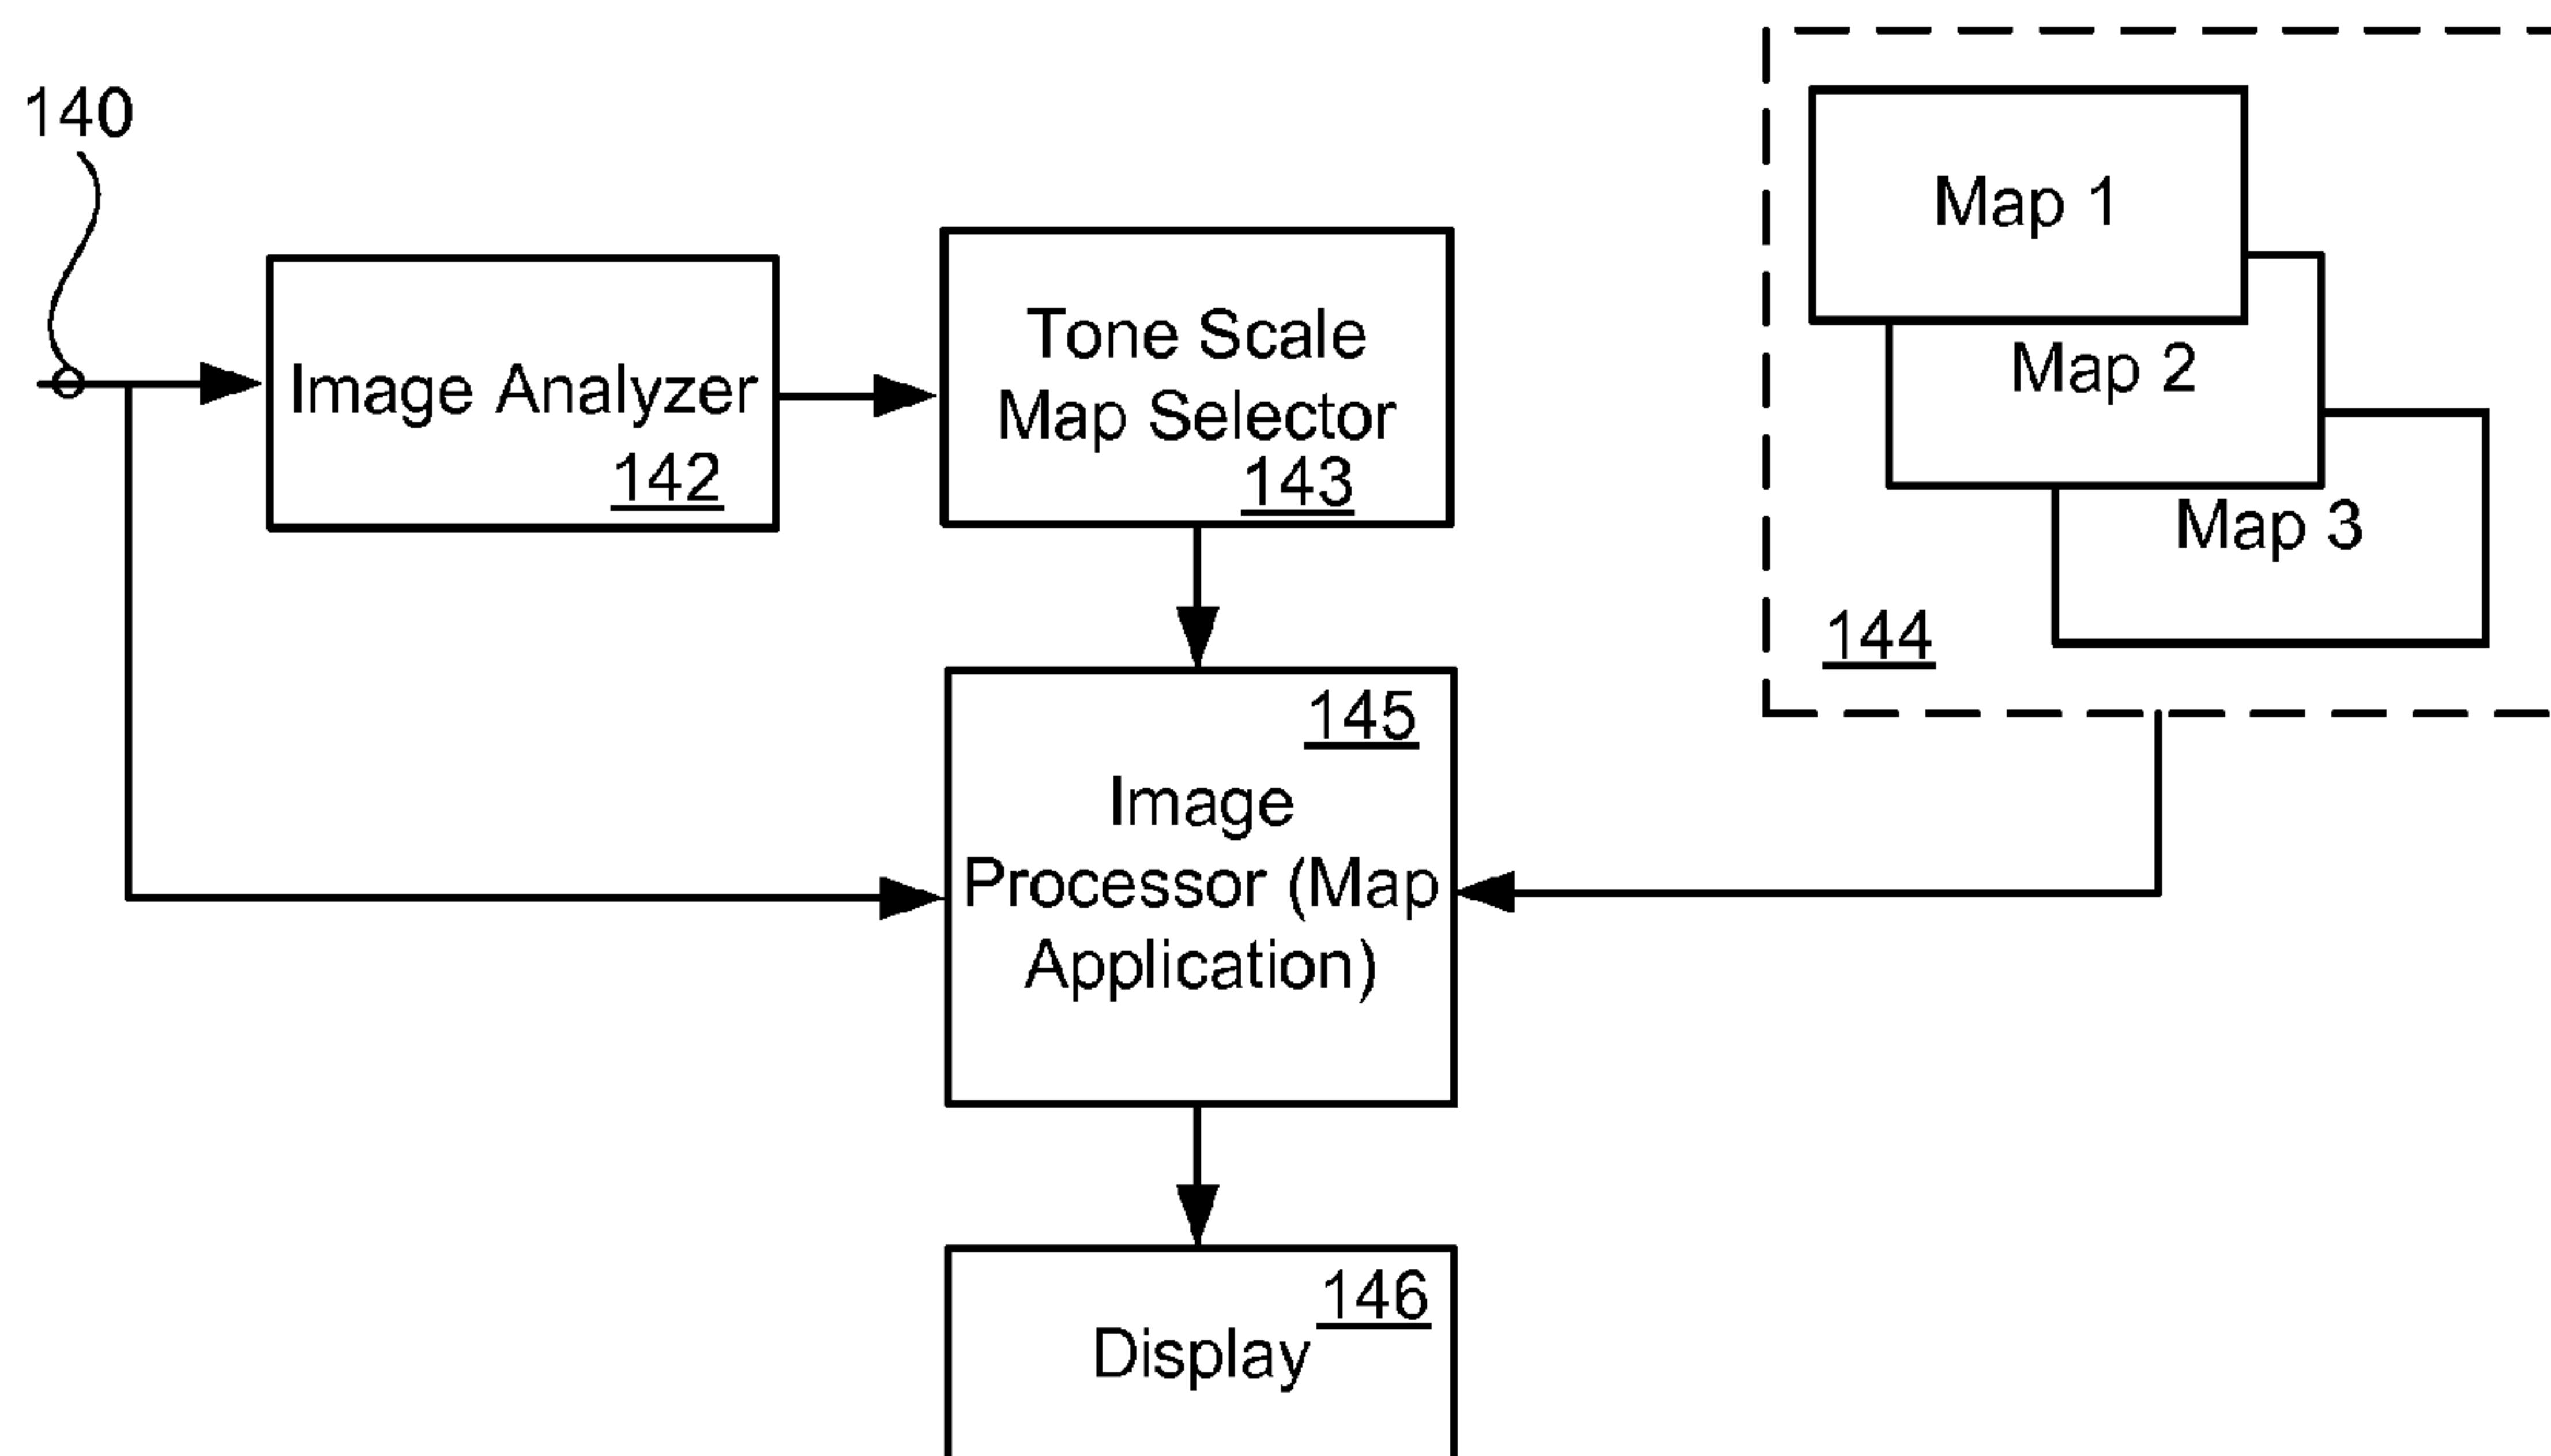 140
Image Analyzer
142
Tone Scale
Map Selector
143
Map 1
Map 2
Map 3
144
145
Image
Processor (Map
Application)
146
Display